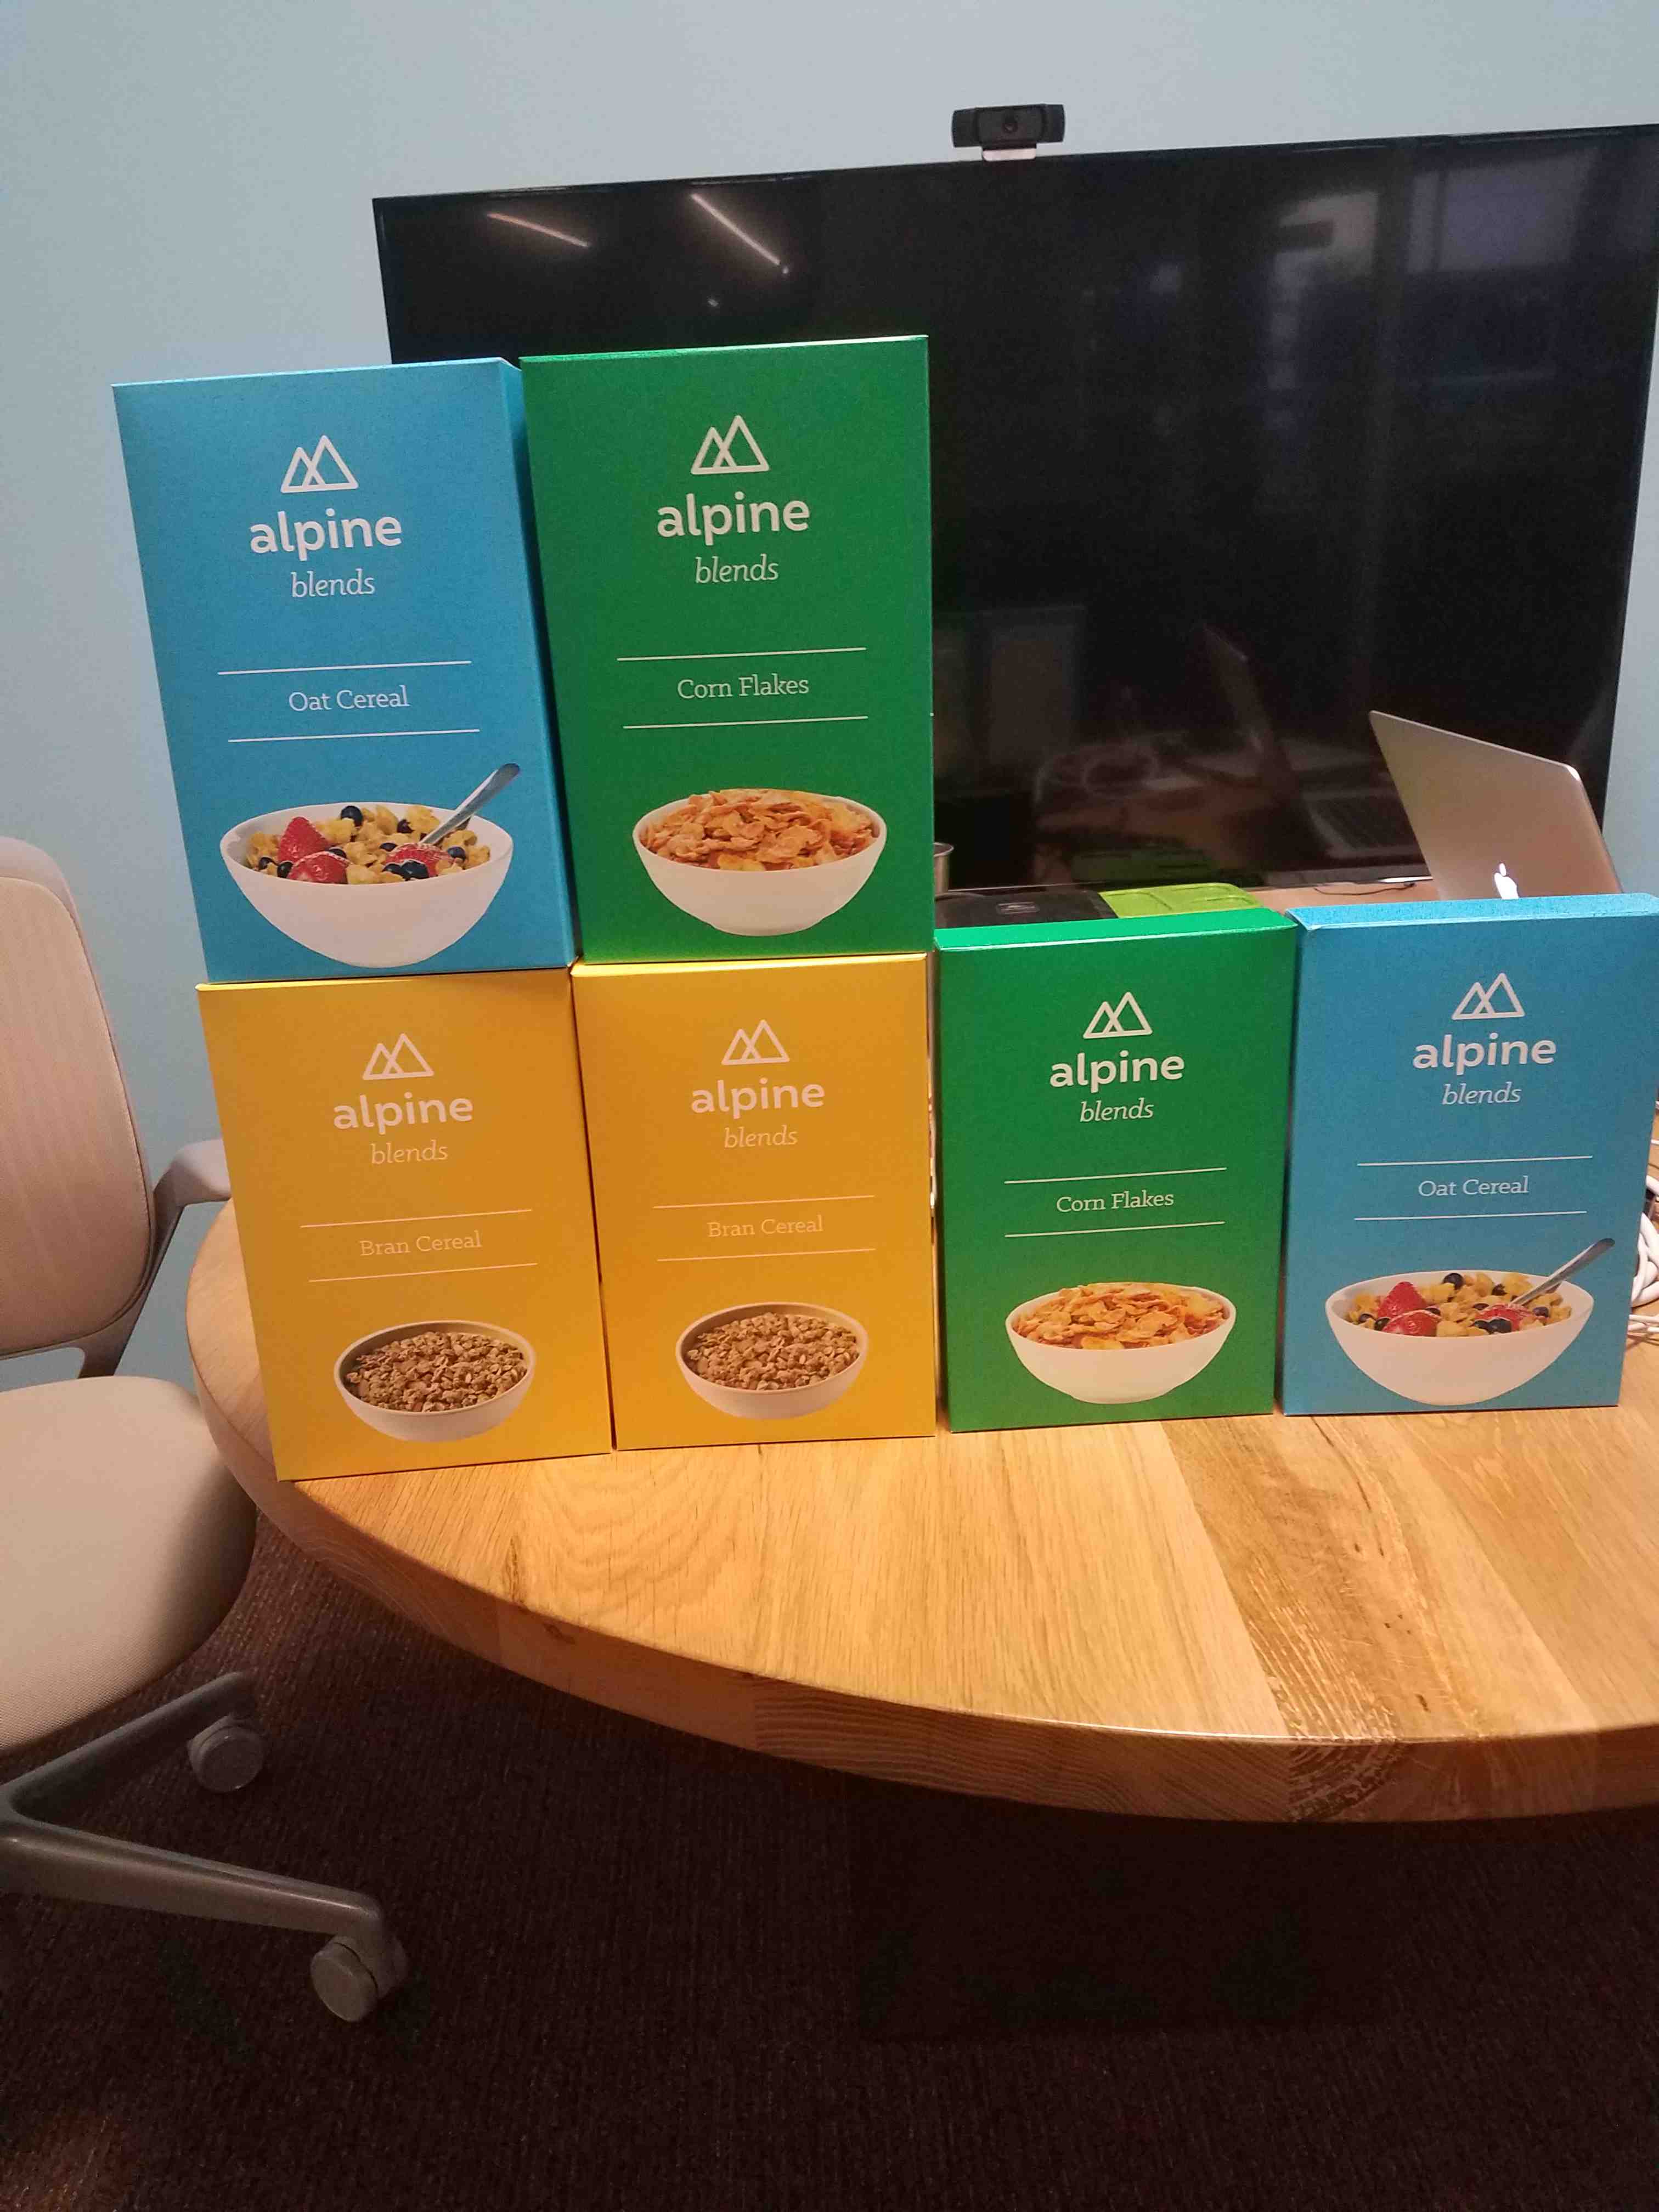 alpine
blends
Oat Cereal
alpine
blends
Corn Flakes
alpine
blends
Bran Cereal
alpine
blends
Bran Cereal
alpine
blends
Corn Flakes
alpine
blends
Oat Cereal